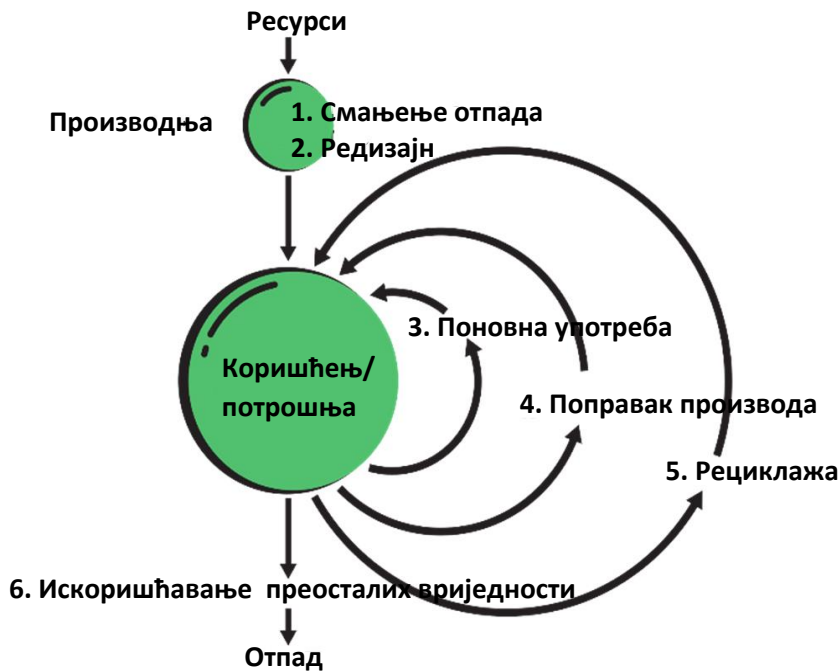 Ресурси
Производња
1. Смањење отпада
2. Редизајн
3. Поновна употреба
Коришћењ/
потрошња
4. Поправак производа
5. Рециклажа
6. Искоришћавање преосталих вриједности
Отпад